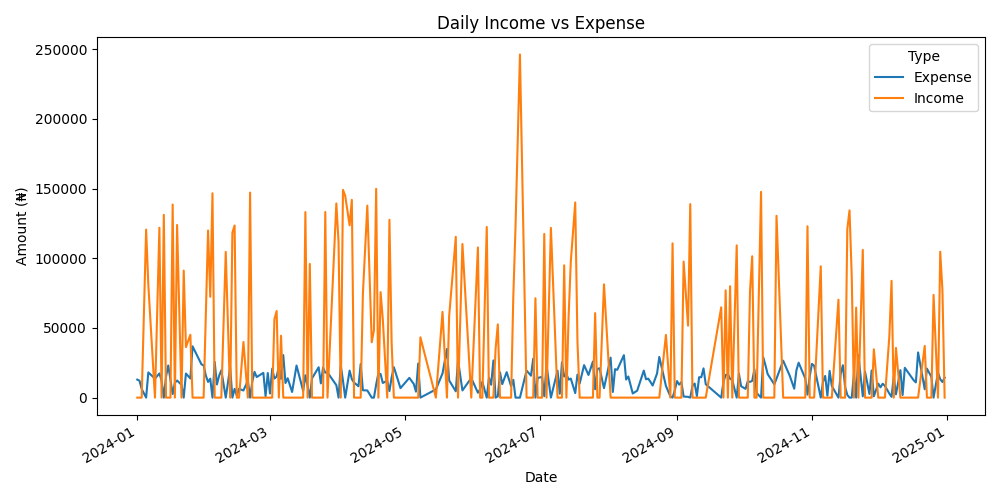 Daily Income vs Expense
Amount (₦)
250000
200000
150000
100000
50000
0
Type
Expense
Income
2024-01
2024-03
2024-05
2024-07
2024-09
2024-11
2025-01
Date